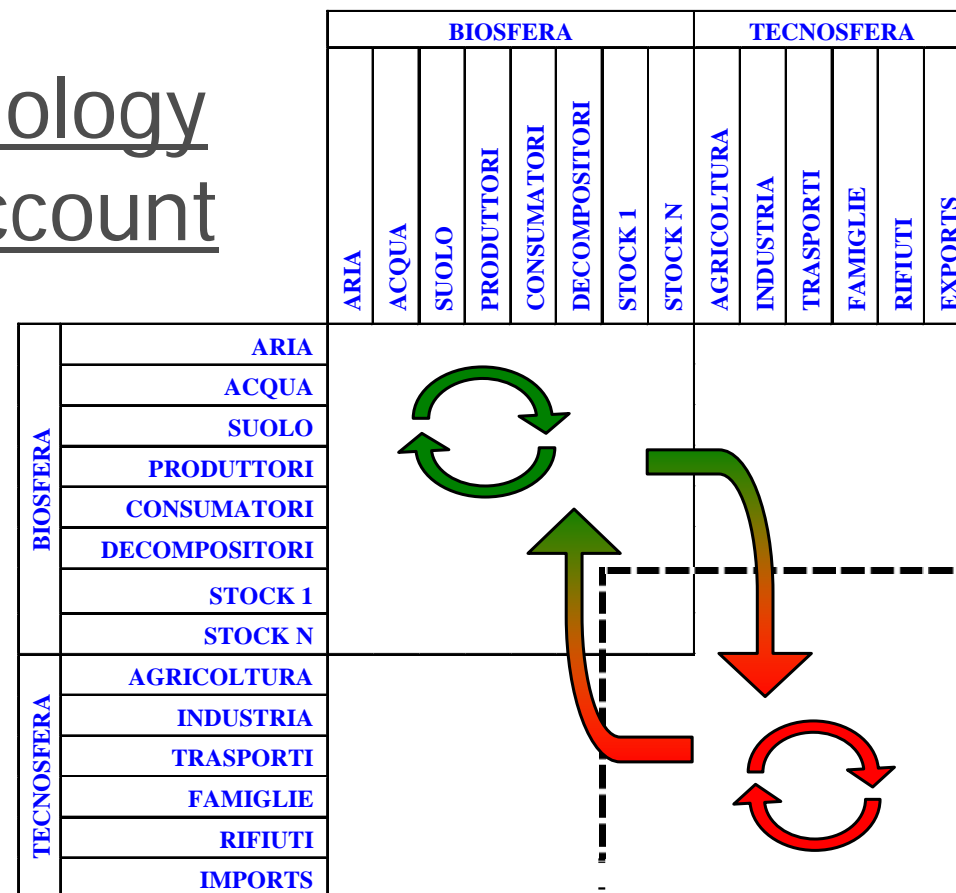 BIOSFERA TECNOSFERA
ology
ccount
ARIA ACQUA SUOLO PRODUTTORI CONSUMATORI DECOMPOSITORI STOCK 1 STOCK N AGRICOLTURA INDUSTRIA TRASPORTI FAMIGLIE RIFIUTI EXPORTS
BIOSFERA
ARIA
ACQUA
SUOLO
PRODUTTORI
CONSUMATORI
DECOMPOSITORI
STOCK 1
STOCK N
TECNOSFERA
AGRICOLTURA
INDUSTRIA
TRASPORTI
FAMIGLIE
RIFIUTI
IMPORTS